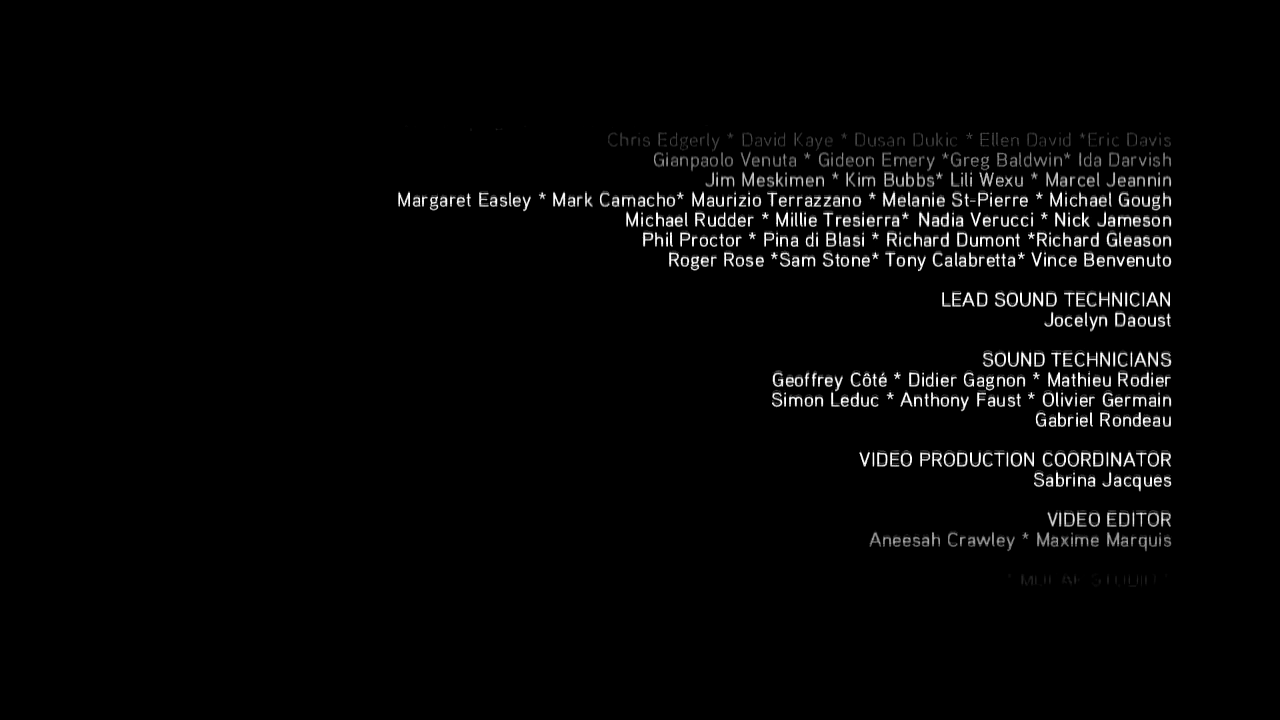 Chris Edgerly * David Kaye * Dusan Dukic * Ellen David *Eric Davis
Gianpaolo Venuta * Gideon Emery *Greg Baldwin* Ida Darvish
Jim Meskimen * Kim Bubbs* Lili Wexu * Marcel Jeannin
Margaret Easley * Mark Camacho* Maurizio Terrazzano * Melanie St-Pierre * Michael Gough
Michael Rudder * Millie Tresierra* Nadia Verucci * Nick Jameson
Phil Proctor * Pina di Blasi * Richard Dumont *Richard Gleason
Roger Rose *Sam Stone* Tony Calabretta* Vince Benvenuto
LEAD SOUND TECHNICIAN
Jocelyn Daoust
SOUND TECHNICIANS
Geoffrey Côté * Didier Gagnon * Mathieu Rodier
Simon Leduc * Anthony Faust * Olivier Germain
Gabriel Rondeau
VIDEO PRODUCTION COORDINATOR
Sabrina Jacques
VIDEO EDITOR
Aneesah Crawley * Maxime Marquis